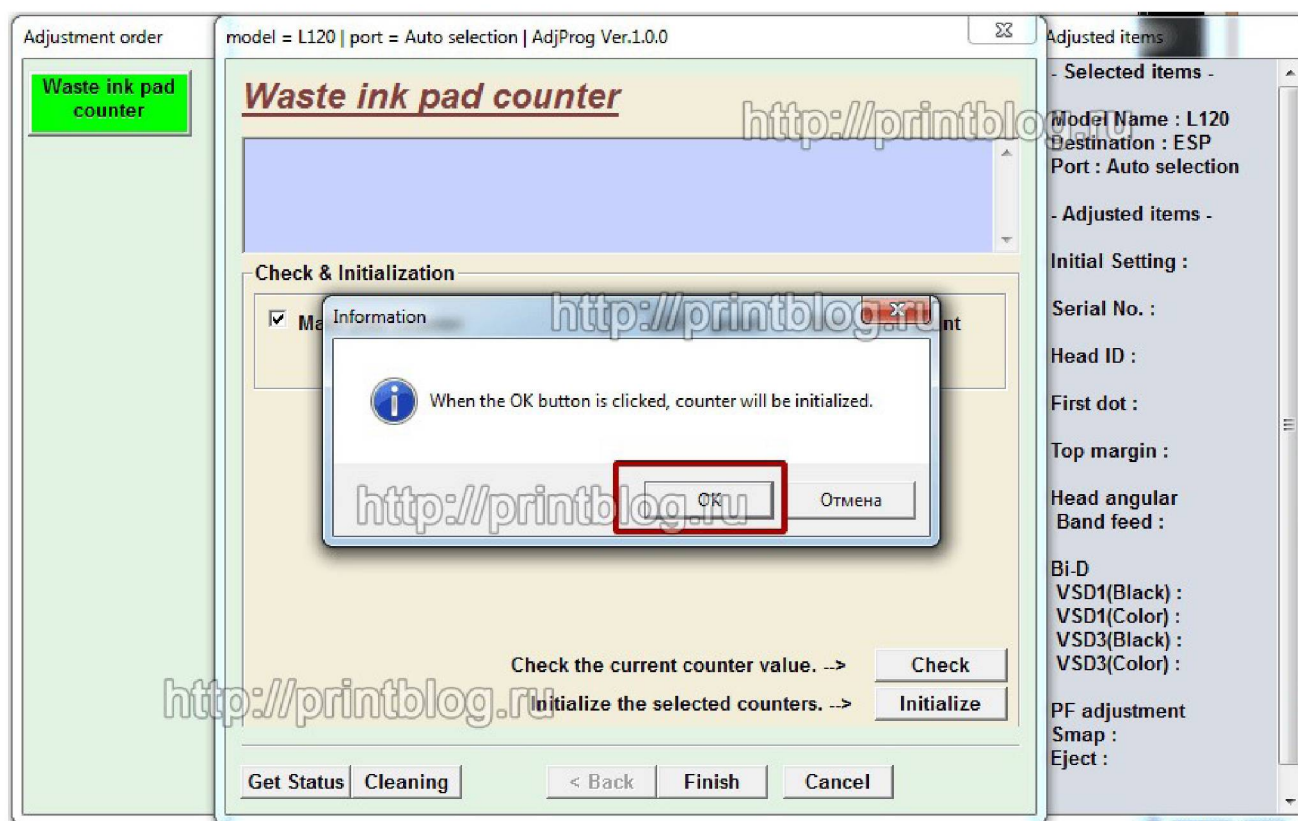 Adjustment order
Waste ink pad
counter
model = L120 | port = Auto selection | AdjProg Ver.1.0.0
Waste ink pad counter
http://printblog.ru
Check & Initialization
Information
http://printblog.ru
When the OK button is clicked, counter will be initialized.
http://printblog.ru
OK
Отмена
Check the current counter value. -->
Check
http://printblog.ru
Initialize the selected counters. -->
Initialize
Get Status
Cleaning
< Back
Finish
Cancel
Adjusted items
- Selected items -
Model Name : L120
Destination : ESP
Port : Auto selection
- Adjusted items -
Initial Setting :
Serial No. :
Head ID :
First dot :
Top margin :
Head angular
Band feed :
Bi-D
VSD1(Black) :
VSD1(Color) :
VSD3(Black) :
VSD3(Color) :
PF adjustment
Smap :
Eject :